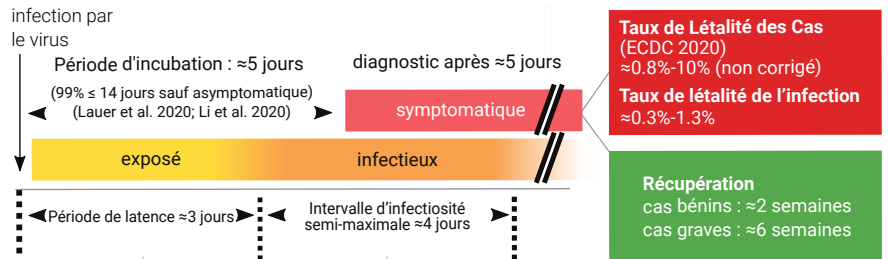 infection par
le virus
Période d'incubation : ≈5 jours
(99% ≤ 14 jours sauf asymptomatique)
(Lauer et al. 2020; Li et al. 2020)
diagnostic après ≈5 jours
symptomatique
exposé
infectieux
Période de latence ≈3 jours
Intervalle d’infectiosité
semi-maximale ≈4 jours
Taux de Létalité des Cas
(ECDC 2020)
≈0.8%-10% (non corrigé)
Taux de létalité de l’infection
≈0.3%-1.3%
Récupération
cas bénins : ≈2 semaines
cas graves : ≈6 semaines